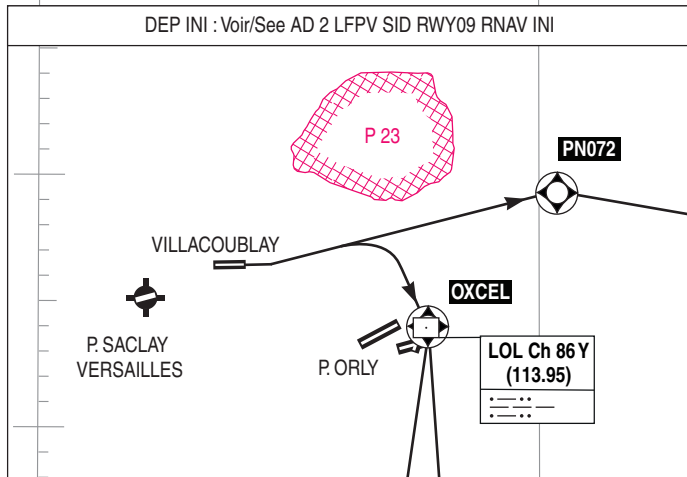 DEP INI : Voir/See AD 2 LFPV SID RWY09 RNAV INI
P 23
PN072
VILLACOUBLAY
OXCEL
P. SACLAY
VERSAILLES
P. ORLY
LOL Ch 86 Y
(113.95)